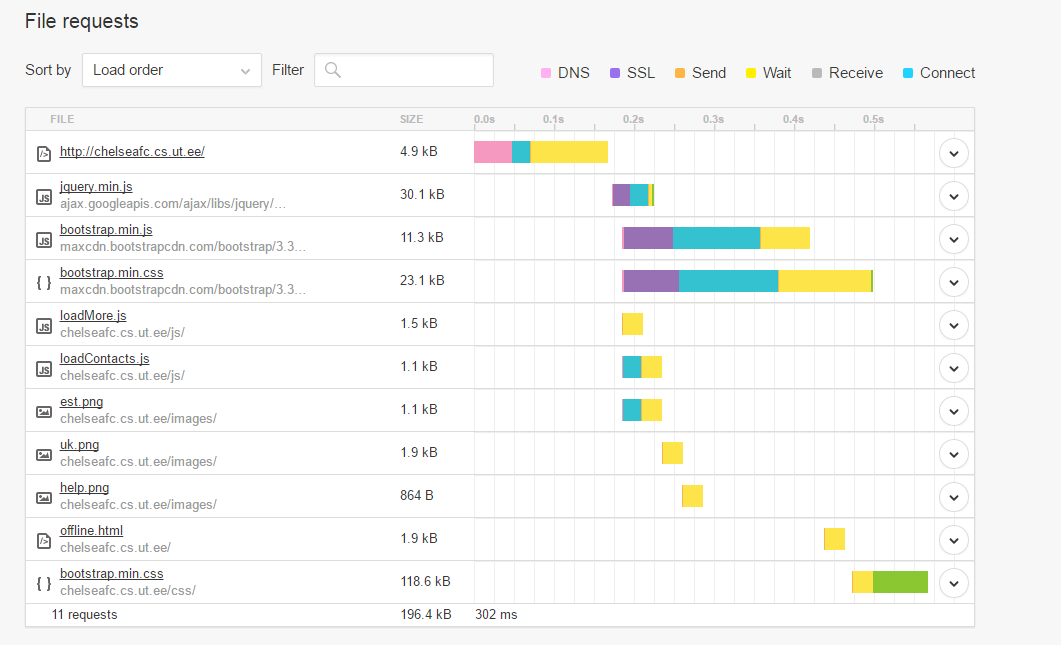 File requests
Sort by Load order Filter DNS SSL Send Wait Receive Connect
FILE SIZE 0.0s 0.1s 0.2s 0.3s 0.4s 0.5s
http://chelseafc.cs.ut.ee/ 4.9 kB
jquery.min.js 30.1 kB
ajax.googleapis.com/ajax/libs/jquery/...
bootstrap.min.js 11.3 kB
maxcdn.bootstrapcdn.com/bootstrap/3.3...
bootstrap.min.css 23.1 kB
maxcdn.bootstrapcdn.com/bootstrap/3.3...
loadMore.js 1.5 kB
chelseafc.cs.ut.ee/js/
loadContacts.js 1.1 kB
chelseafc.cs.ut.ee/js/
est.png 1.1 kB
chelseafc.cs.ut.ee/images/
uk.png 1.9 kB
chelseafc.cs.ut.ee/images/
help.png 864 B
chelseafc.cs.ut.ee/images/
offline.html 1.9 kB
chelseafc.cs.ut.ee/
bootstrap.min.css 118.6 kB
chelseafc.cs.ut.ee/css/
11 requests 196.4 kB 302 ms